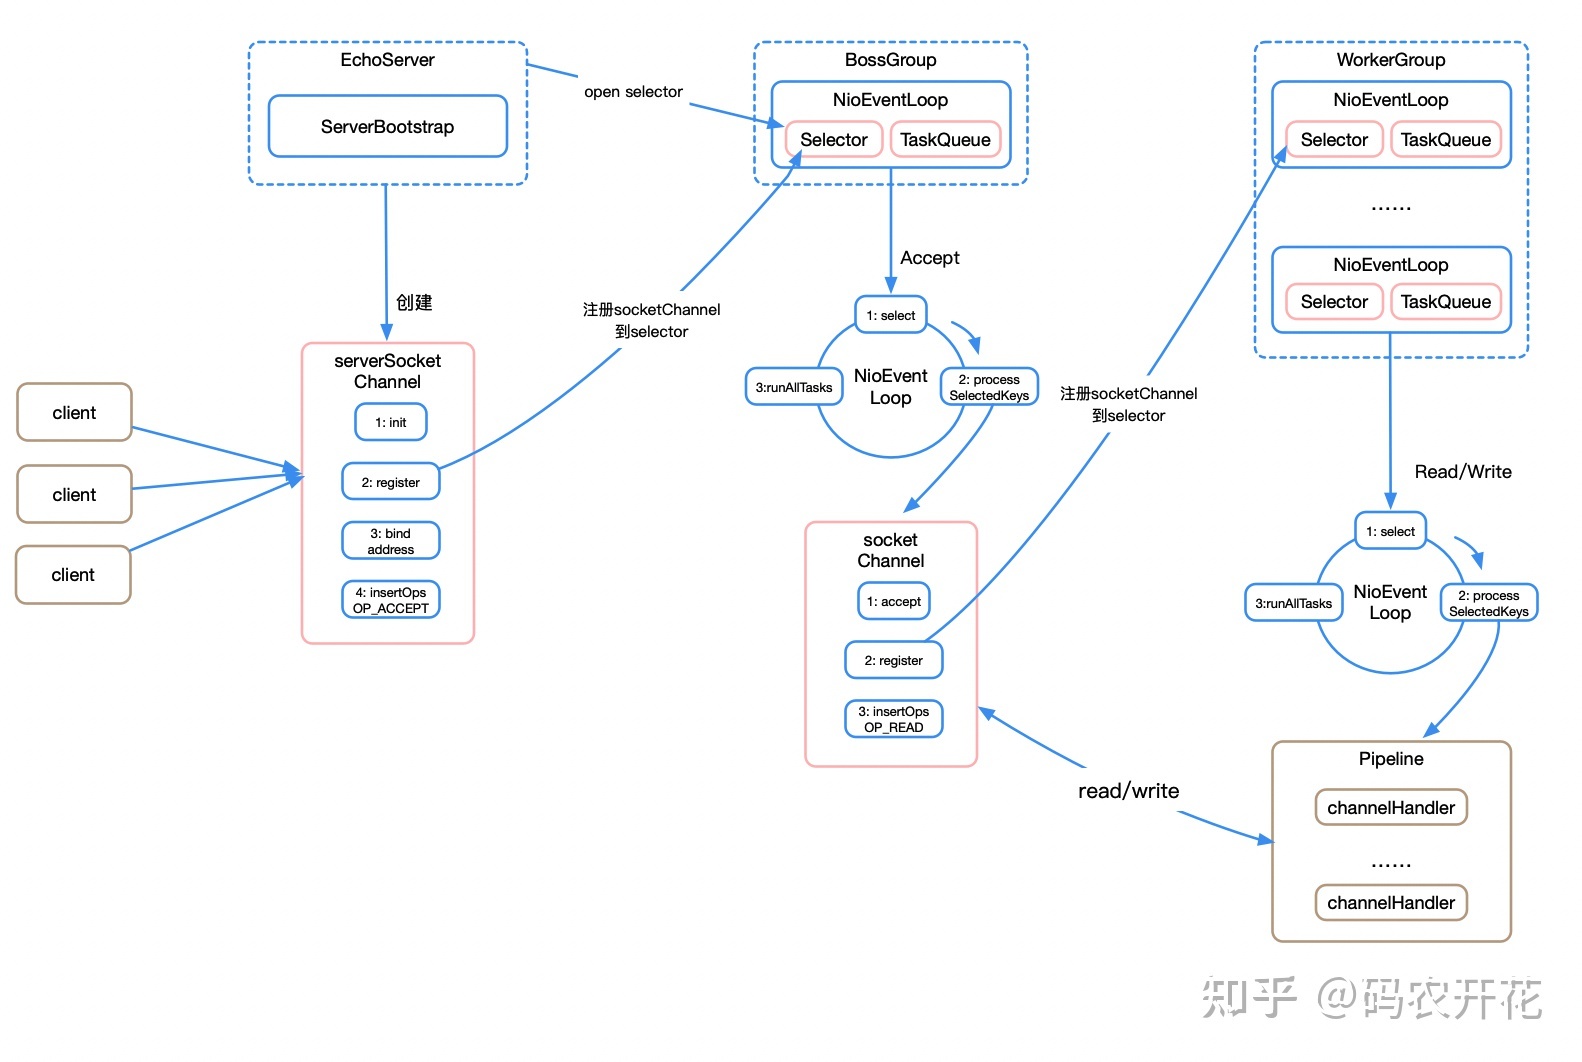 EchoServer
ServerBootstrap
open selector
BossGroup
NioEventLoop
Selector
TaskQueue
WorkerGroup
NioEventLoop
Selector
TaskQueue
......
NioEventLoop
Selector
TaskQueue
创建
Accept
注册socketChannel
到selector
1: select
2: process
SelectedKeys
3:runAllTasks
NioEvent
Loop
client
client
client
serverSocket
Channel
1: init
2: register
3: bind
address
4: insertOps
OP_ACCEPT
注册socketChannel
到selector
socket
Channel
1: accept
2: register
3: insertOps
OP_READ
Read/Write
1: select
2: process
SelectedKeys
3:runAllTasks
NioEvent
Loop
read/write
Pipeline
channelHandler
......
channelHandler
知乎 @码农开花